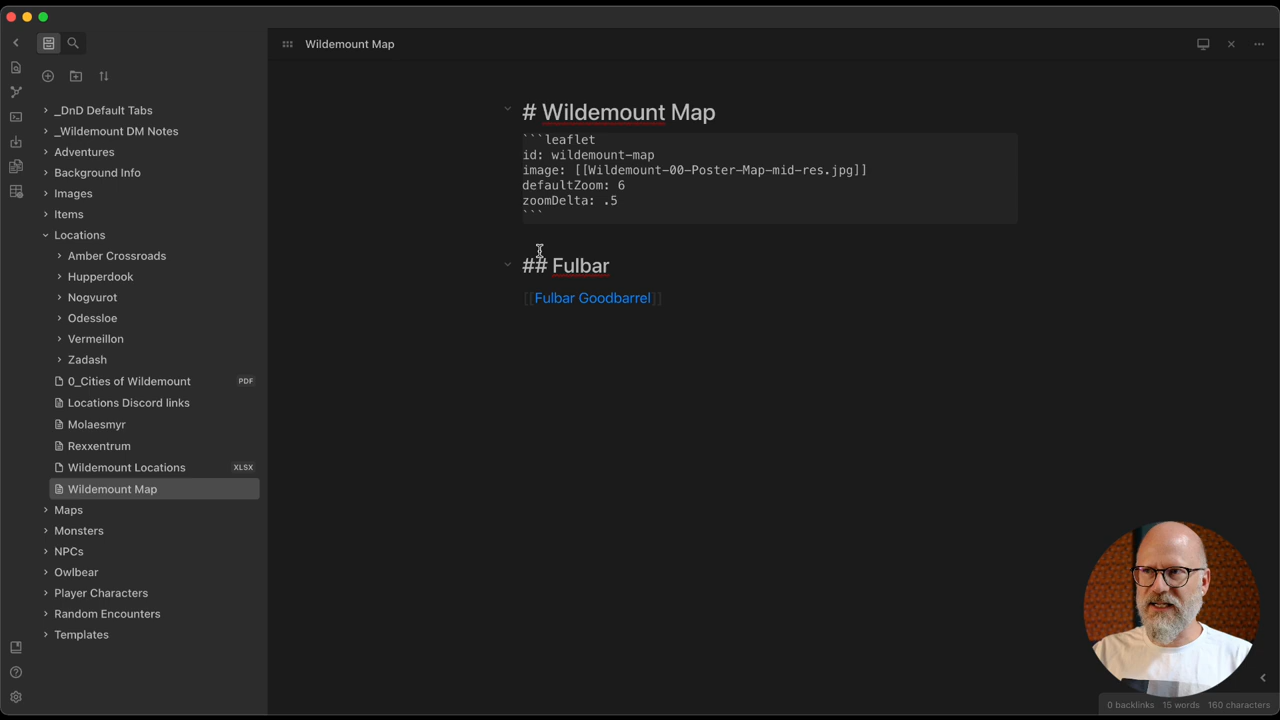 Wildemount Map
_DnD Default Tabs
_Wildemount DM Notes
Adventures
Background Info
Images
Items
Locations
Amber Crossroads
Hupperdook
Nogvurot
Odessloe
Vermeillon
Zadash
0_Cities of Wildemount PDF
Locations Discord links
Molaesmyr
Rexxentrum
Wildemount Locations XLSX
Wildemount Map
Maps
Monsters
NPCs
Owlbear
Player Characters
Random Encounters
Templates
# Wildemount Map
```leaflet
id: wildemount-map
image: [[Wildemount-00-Poster-Map-mid-res.jpg]]
defaultZoom: 6
zoomDelta: .5
```
## Fulbar
[[Fulbar Goodbarrel]]
0 backlinks 15 words 160 characters